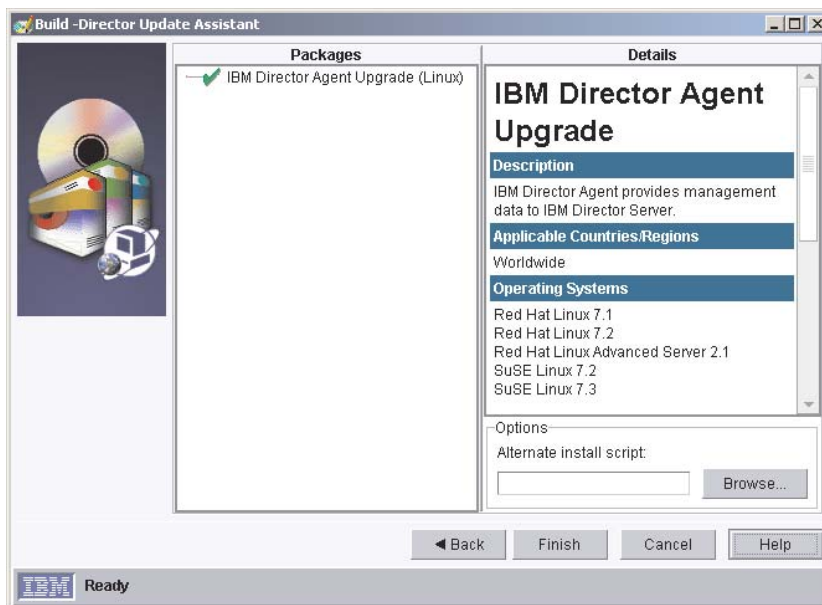 Build -Director Update Assistant
Packages
IBM Director Agent Upgrade (Linux)
Details
IBM Director Agent
Upgrade
Description
IBM Director Agent provides management
data to IBM Director Server.
Applicable Countries/Regions
Worldwide
Operating Systems
Red Hat Linux 7.1
Red Hat Linux 7.2
Red Hat Linux Advanced Server 2.1
SuSE Linux 7.2
SuSE Linux 7.3
Options
Alternate install script:
Browse...
Back
Finish
Cancel
Help
IBM
Ready